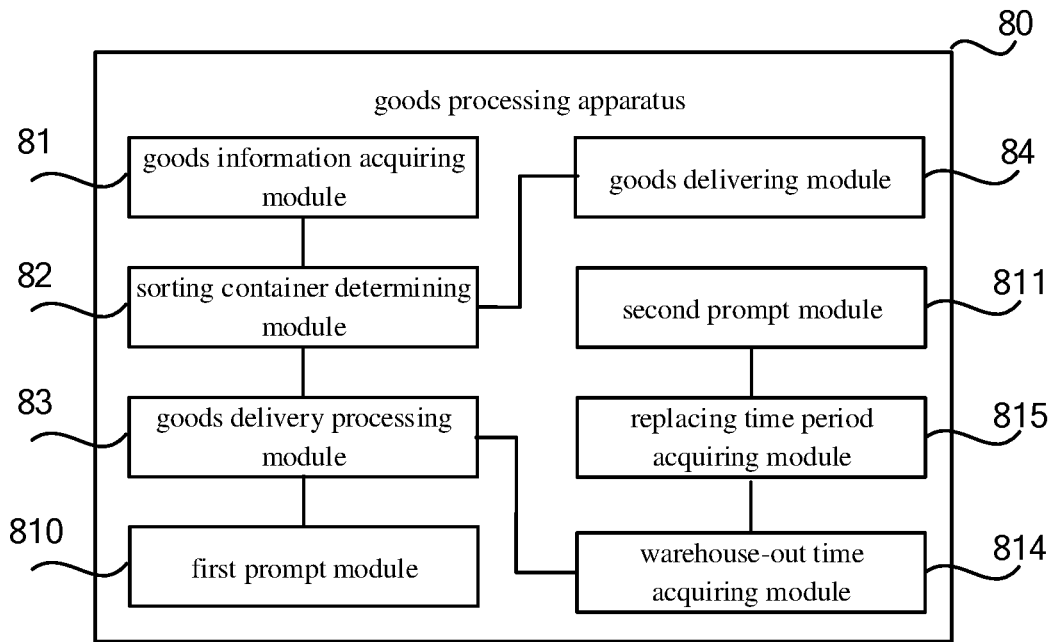 80
goods processing apparatus
81
goods information acquiring
module
84
goods delivering module
82
sorting container determining
module
811
second prompt module
83
goods delivery processing
module
815
replacing time period
acquiring module
810
first prompt module
814
warehouse-out time
acquiring module